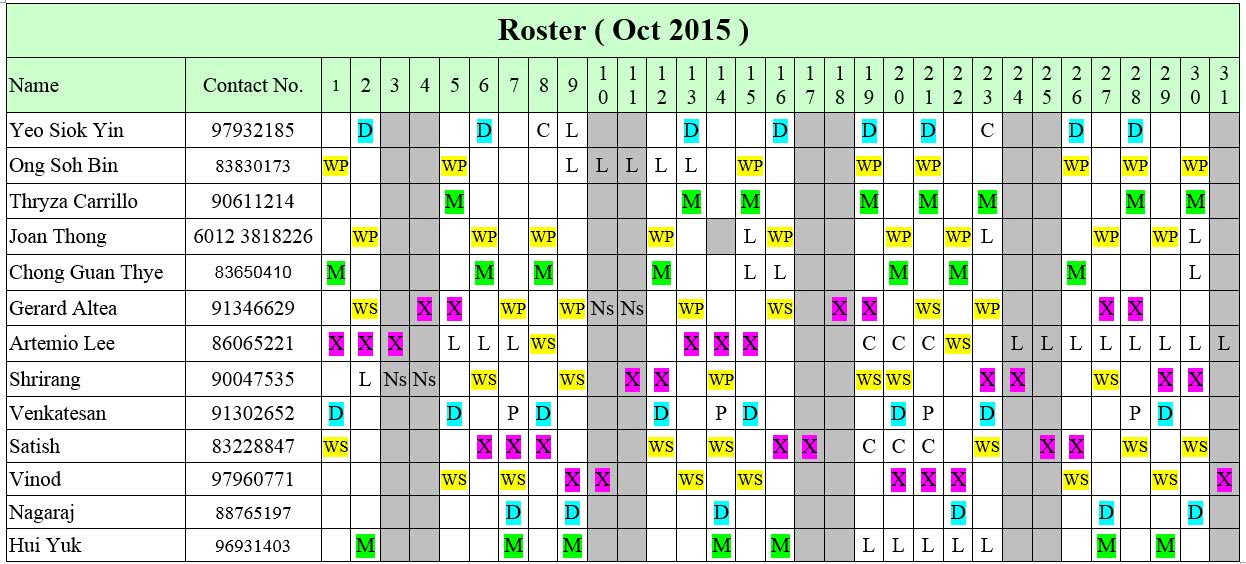 Roster ( Oct 2015 )
Name Contact No. 1 2 3 4 5 6 7 8 9 10 11 12 13 14 15 16 17 18 19 20 21 22 23 24 25 26 27 28 29 30 31
Yeo Siok Yin 97932185 D D C L D D D D C D D
Ong Soh Bin 83830173 WP WP L L L L L WP WP WP WP WP WP
Thryza Carrillo 90611214 M M M M M M M M
Joan Thong 6012 3818226 WP WP WP WP L WP WP WP L WP WP L
Chong Guan Thye 83650410 M M M M L L M M M L
Gerard Altea 91346629 WS X X WP WP Ns Ns WP WS X X WS WP X X
Artemio Lee 86065221 X X X L L L WS X X X C C C WS L L L L L L L L
Shrirang 90047535 L Ns Ns WS WS X X WP WS WS X X WS X X
Venkatesan 91302652 D D P D D P D D P D P D
Satish 83228847 WS X X X WS WS X X C C C WS X X WS WS
Vinod 97960771 WS WS X X WS WS X X X WS WS X
Nagaraj 88765197 D D D D D D
Hui Yuk 96931403 M M M M M L L L L L M M